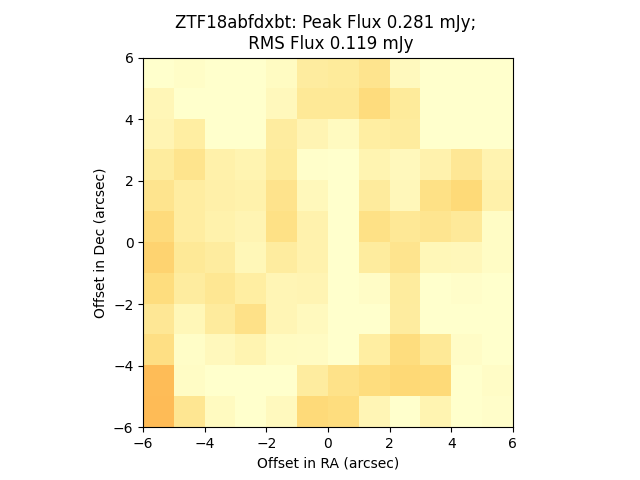 ZTF18abfdxbt: Peak Flux 0.281 mJy;
RMS Flux 0.119 mJy
6
4
2
0
−2
−4
−6
Offset in Dec (arcsec)
−6 −4 −2 0 2 4 6
Offset in RA (arcsec)